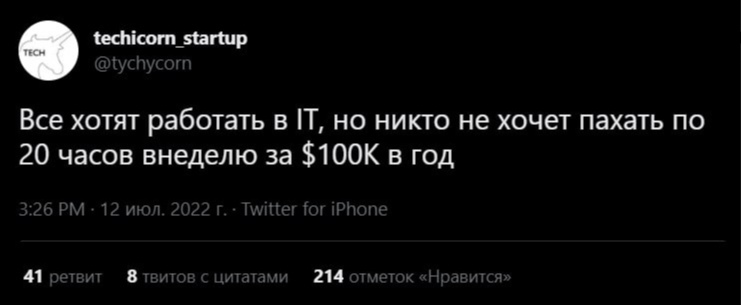 TECH
techicorn_startup
@tychycorn
Все хотят работать в IT, но никто не хочет пахать по
20 часов внеделю за $100K в год
3:26 PM · 12 июл. 2022 г. · Twitter for iPhone
41 ретвит 8 твитов с цитатами 214 отметок «Нравится»